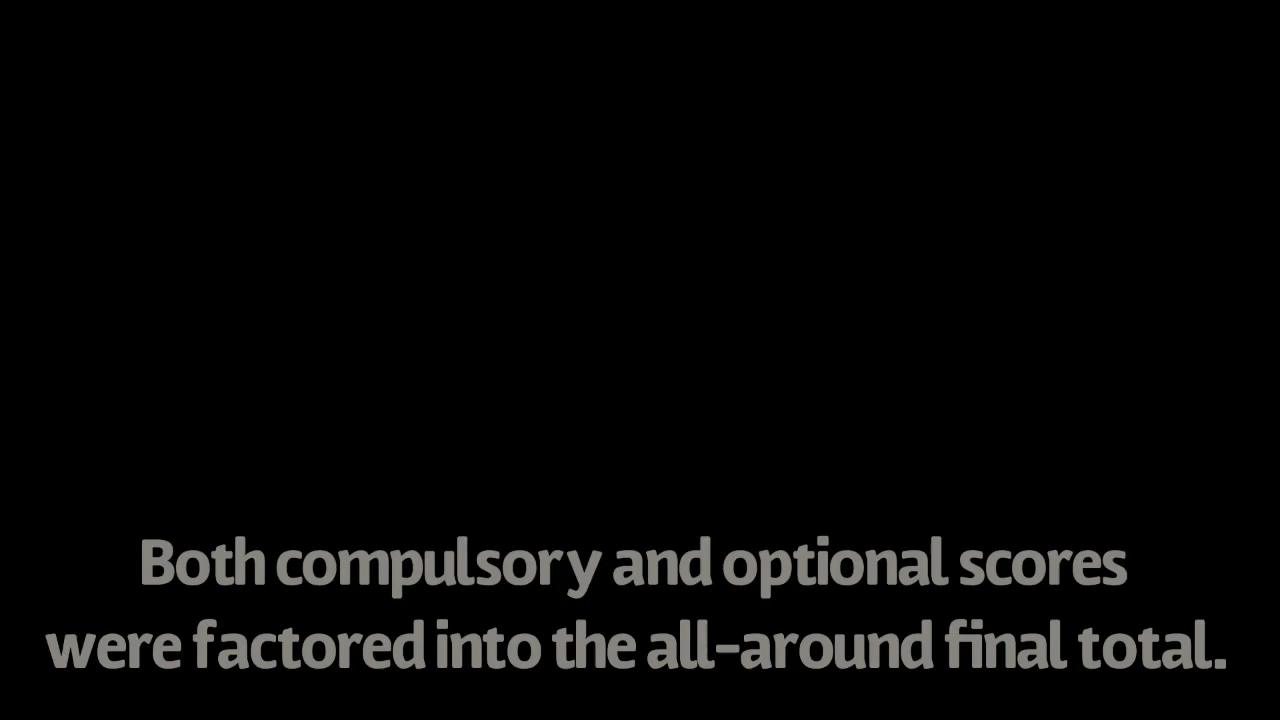 Both compulsory and optional scores
were factored into the all-around final total.